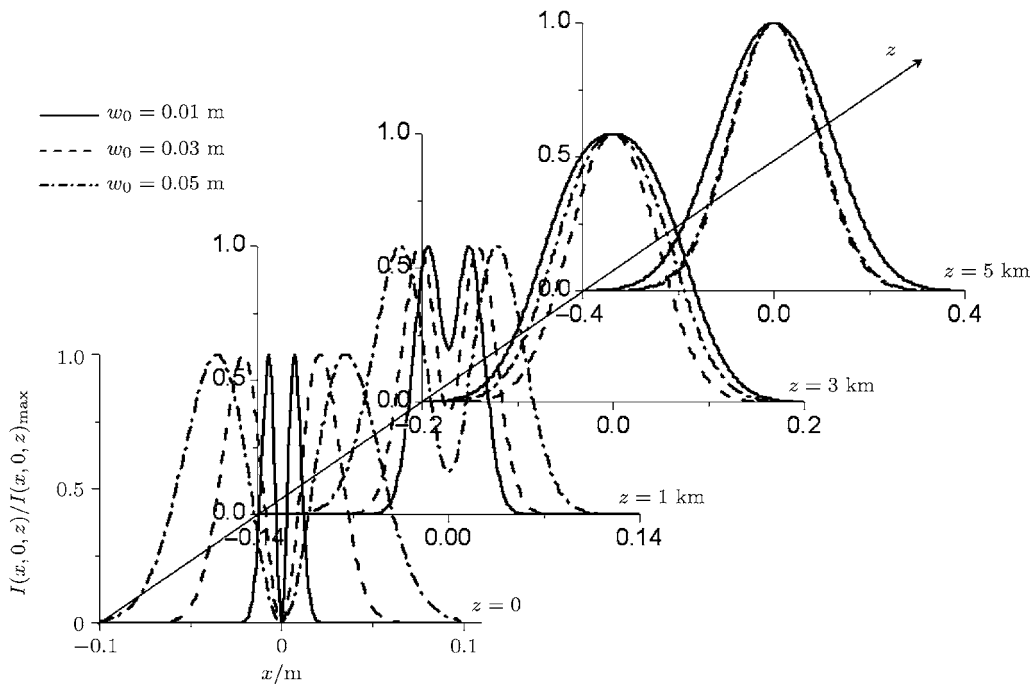 w₀ = 0.01 m
w₀ = 0.03 m
w₀ = 0.05 m
I(x, 0, z)/I(x, 0, z)max
x/m
z
1.0
0.5
0
−0.1
0
0.1
z = 0
1.0
0.5
0.0
−0.14
0.00
0.14
z = 1 km
1.0
0.5
0.0
−0.2
0.0
0.2
z = 3 km
1.0
0.5
0.0
−0.4
0.0
0.4
z = 5 km